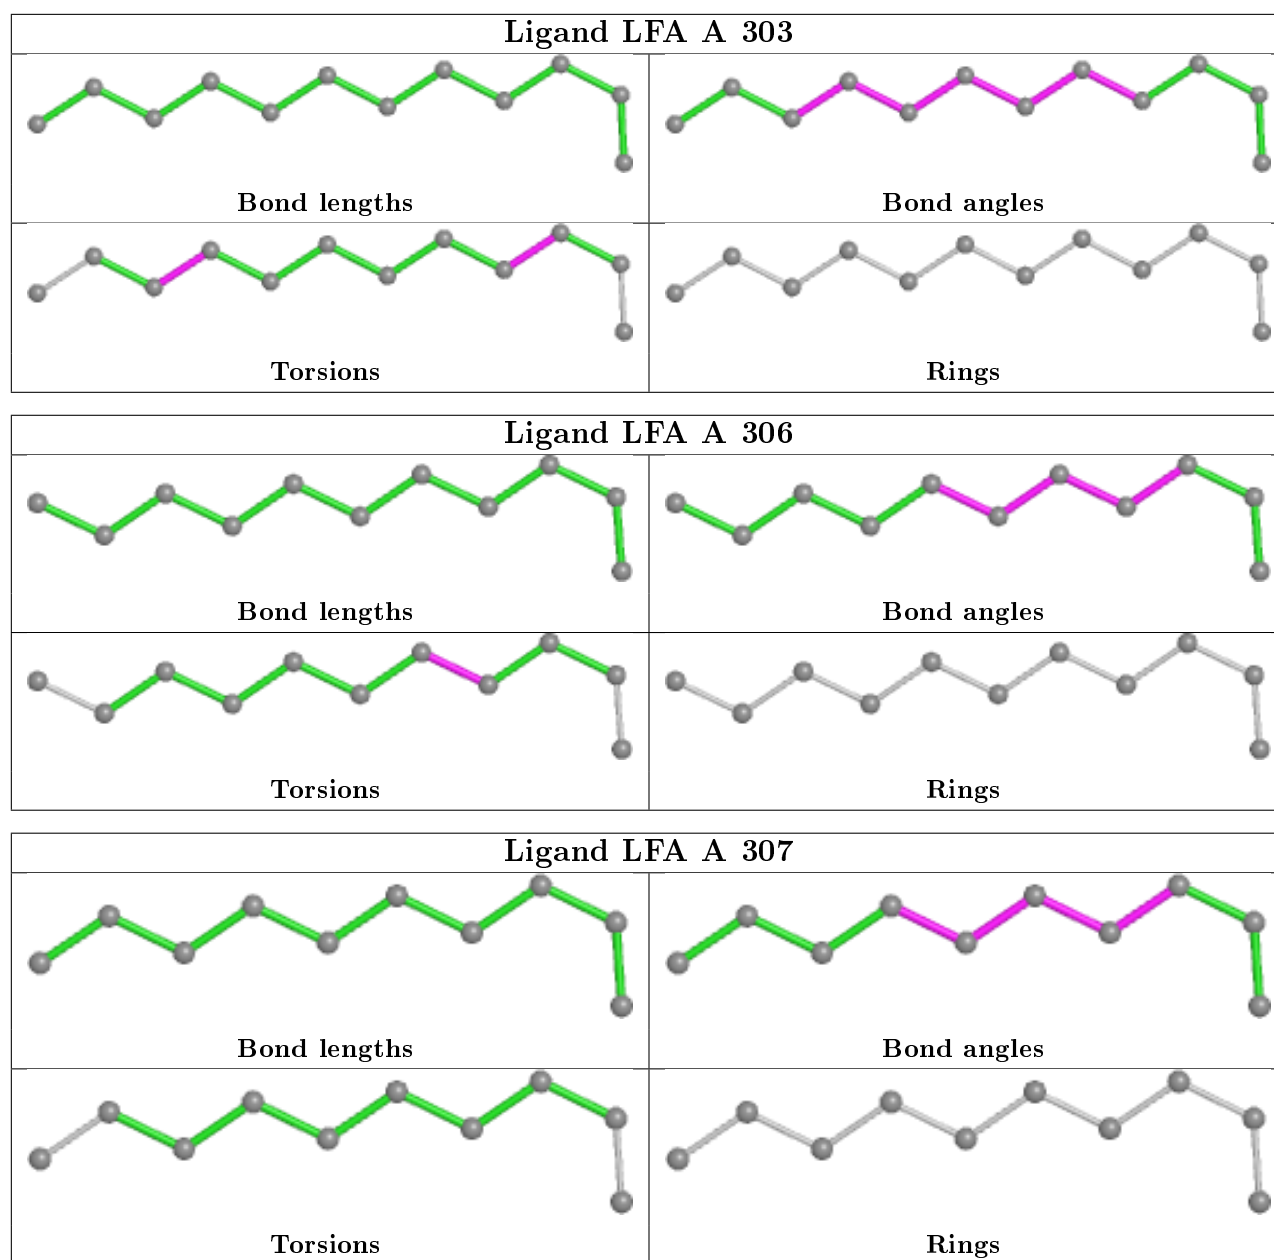 Ligand LFA A 303
Bond lengths
Bond angles
Torsions
Rings
Ligand LFA A 306
Bond lengths
Bond angles
Torsions
Rings
Ligand LFA A 307
Bond lengths
Bond angles
Torsions
Rings